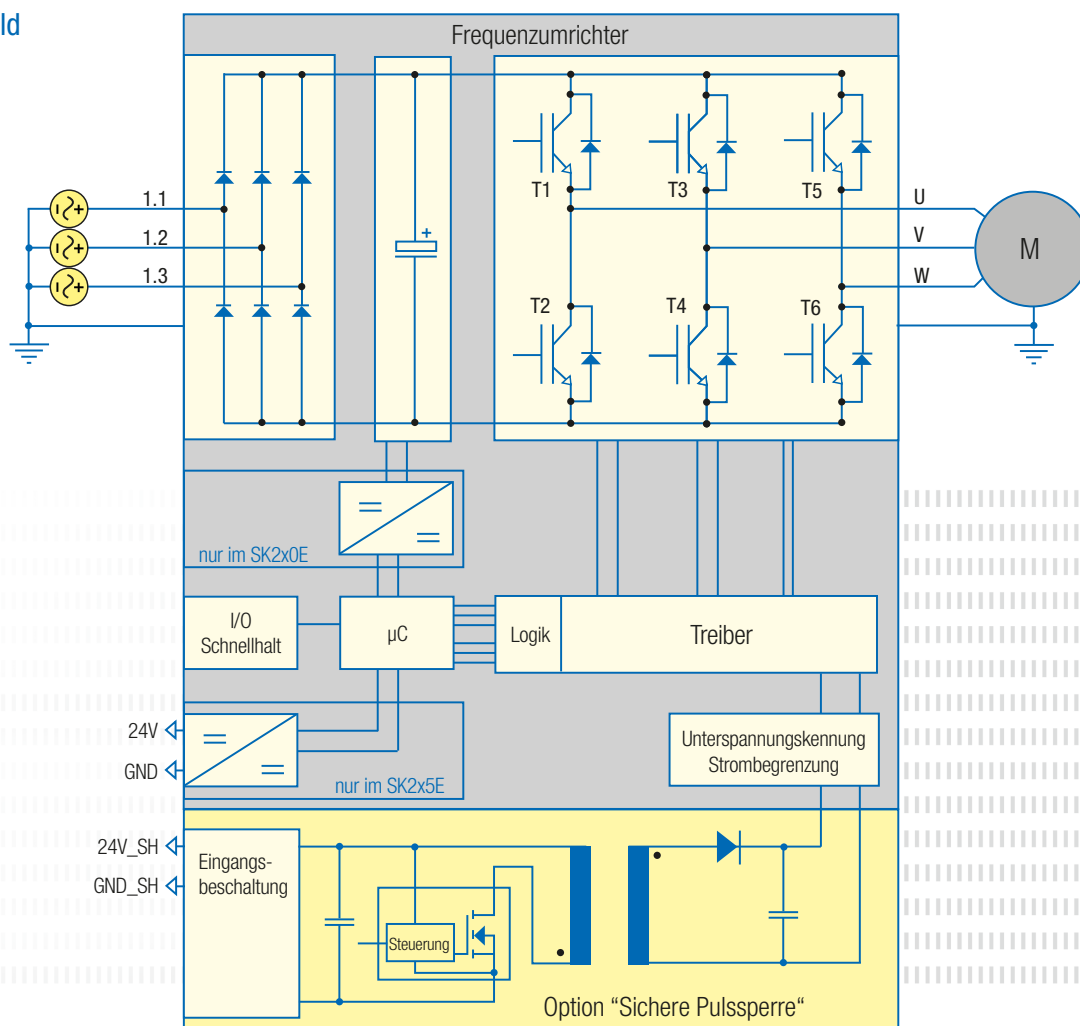 ld
Frequenzumrichter
1.1
1.2
1.3
T1
T3
T5
U
V
W
M
+
T2
T4
T6
nur im SK2x0E
I/O
Schnellhalt
µC
Logik
Treiber
24V
GND
nur im SK2x5E
Unterspannungskennung
Strombegrenzung
24V_SH
GND_SH
Eingangs-
beschaltung
Steuerung
Option “Sichere Pulssperre“